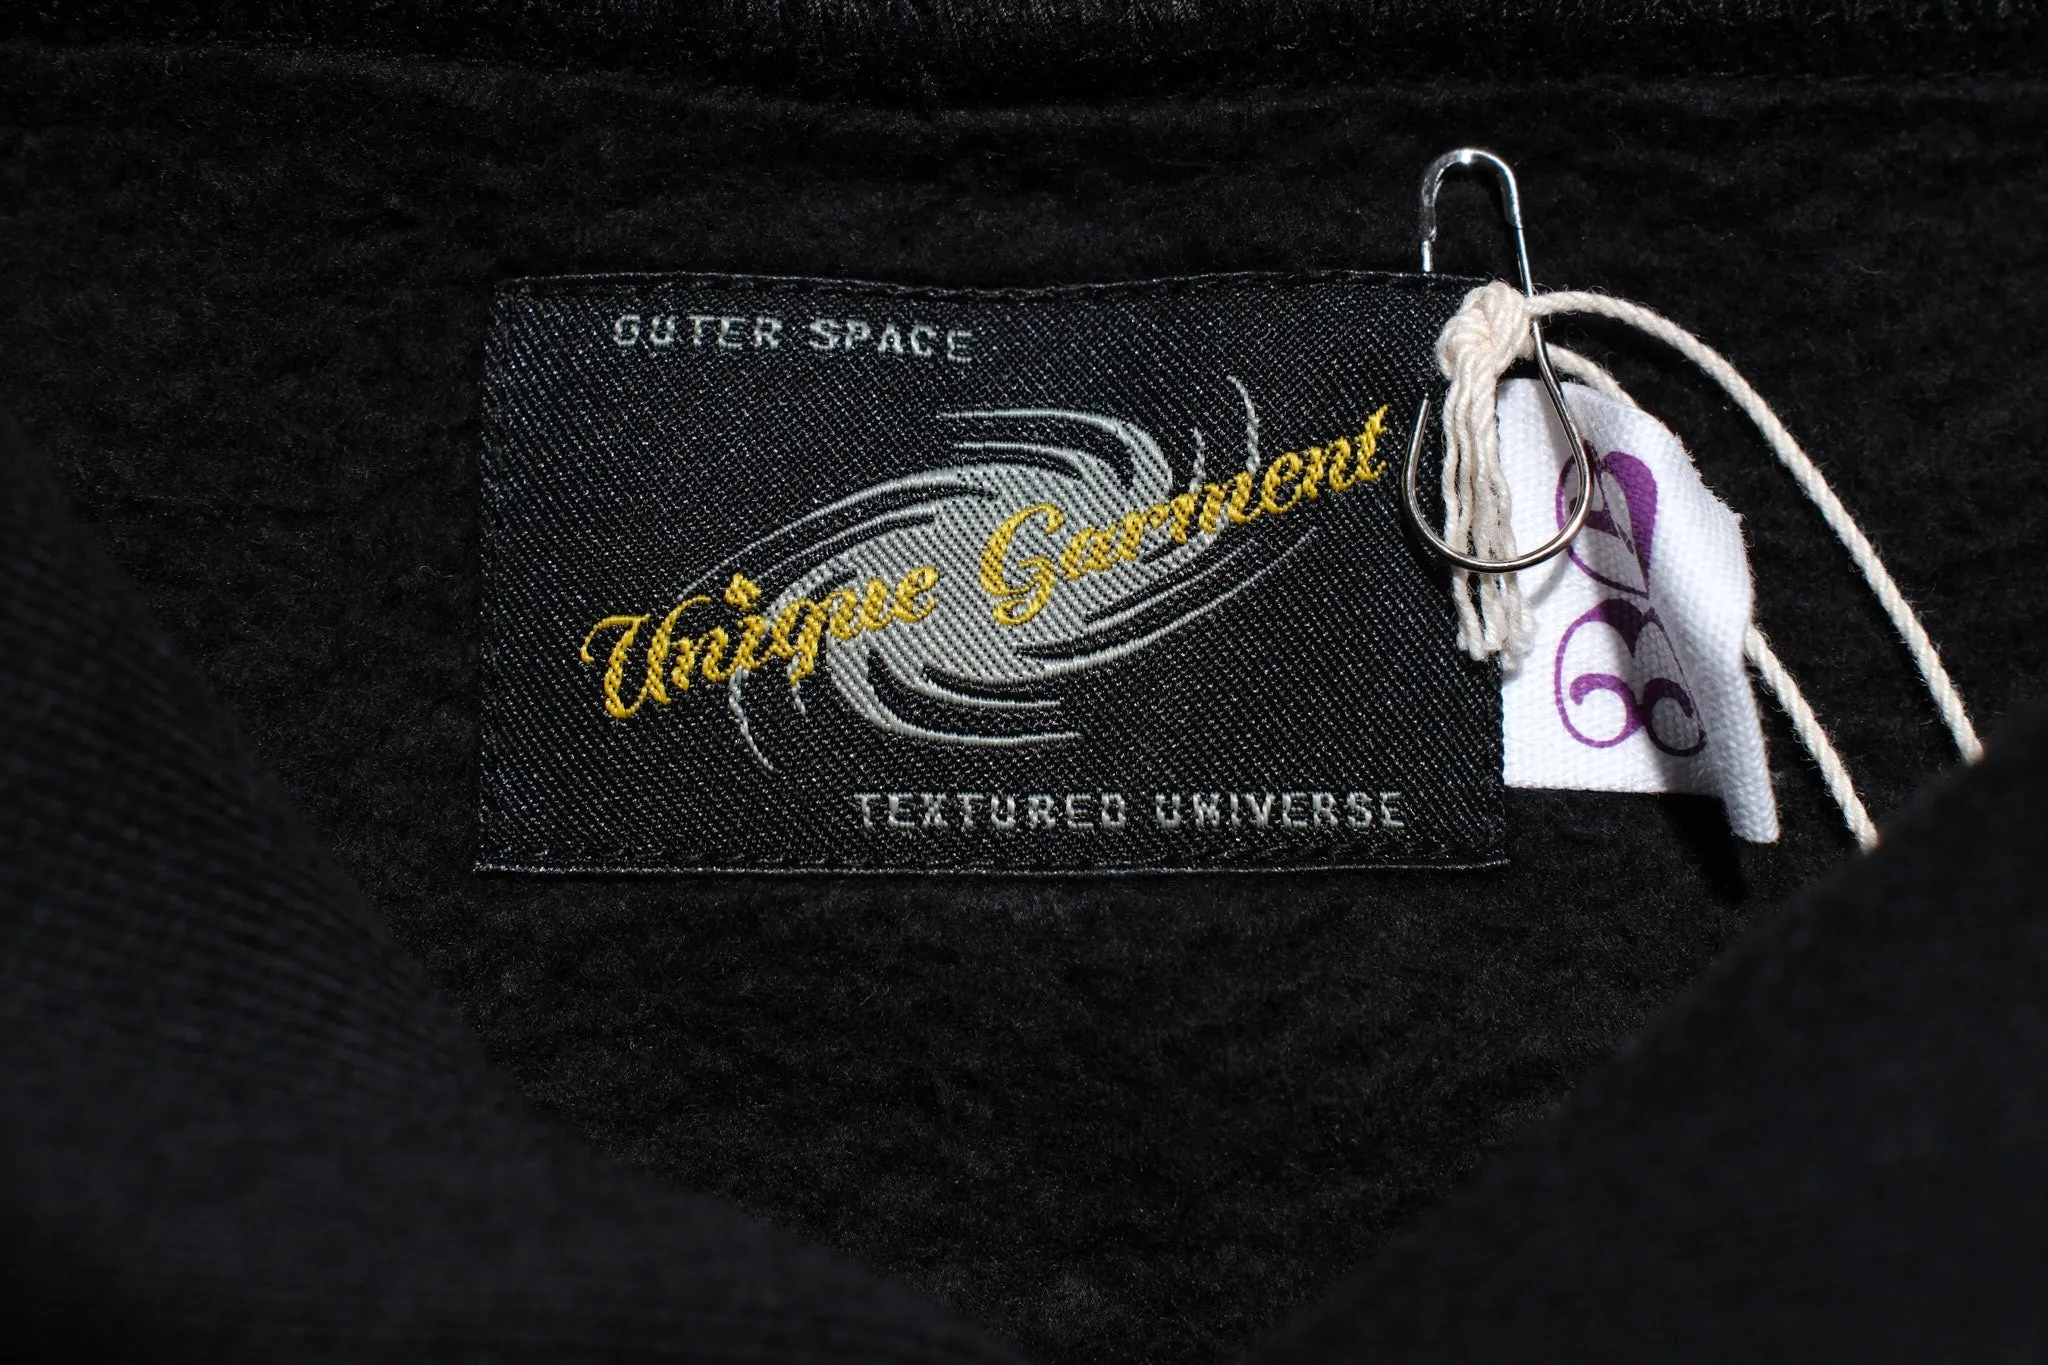 OUTER SPACE
Unique Garment
TEXTURED UNIVERSE